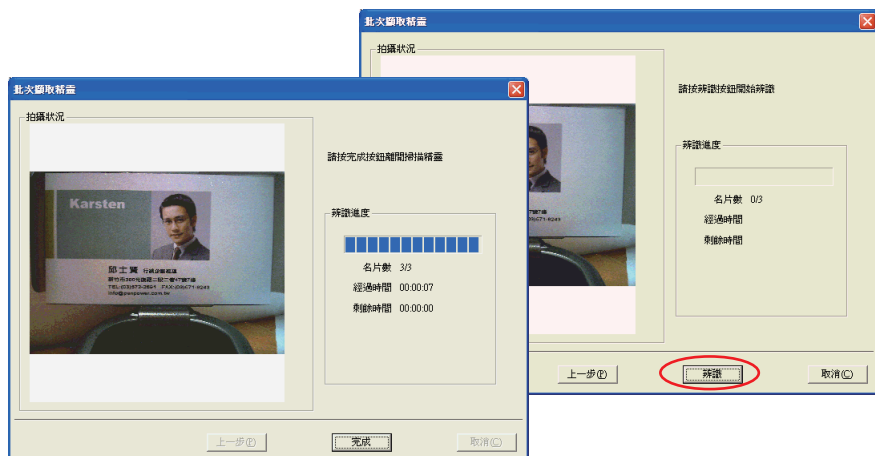 批次擷取精靈
拍攝狀況
請按辨識按鈕開始辨識
辨識進度
名片數 0/3
經過時間
剩餘時間
上一步(P)
辨識
取消(C)
批次擷取精靈
拍攝狀況
Karsten
邱士賢
請按完成按鈕離開掃描精靈
辨識進度
名片數 3/3
經過時間 00:00:07
剩餘時間 00:00:00
上一步(P)
完成
取消(C)